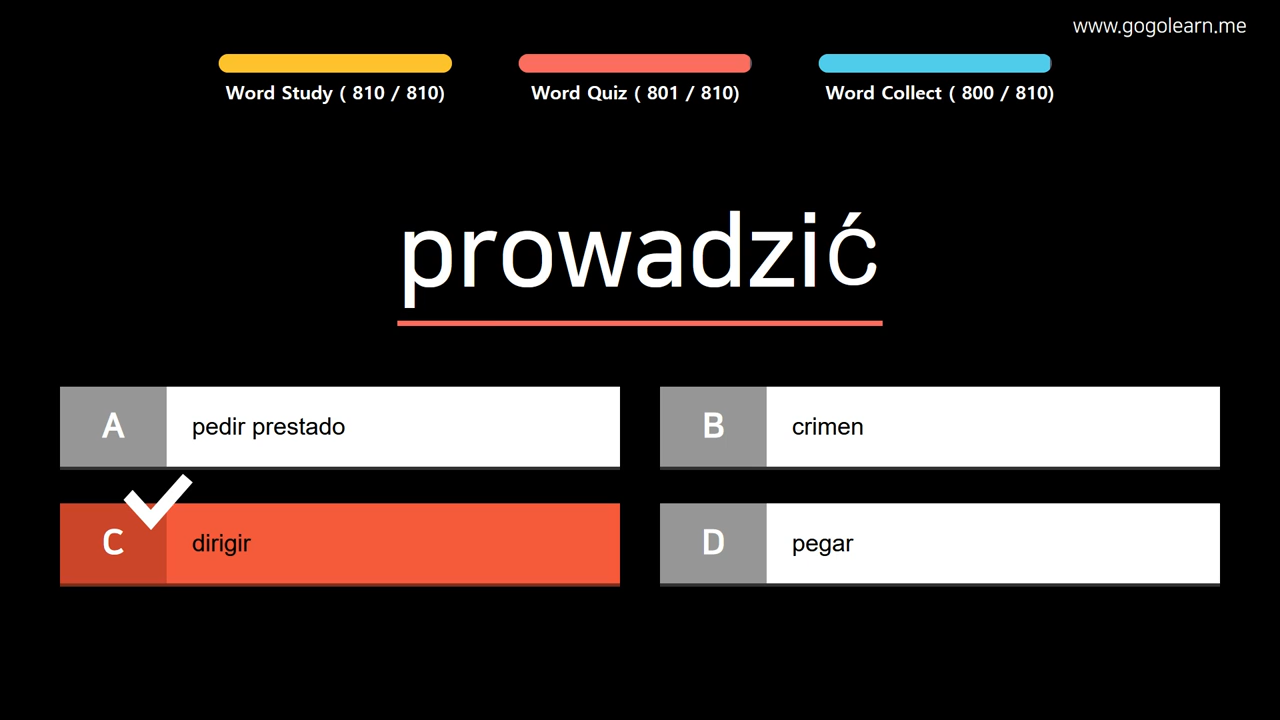 www.gogolearn.me
Word Study ( 810 / 810)
Word Quiz ( 801 / 810)
Word Collect ( 800 / 810)
prowadzić
A pedir prestado
B crimen
C dirigir
D pegar